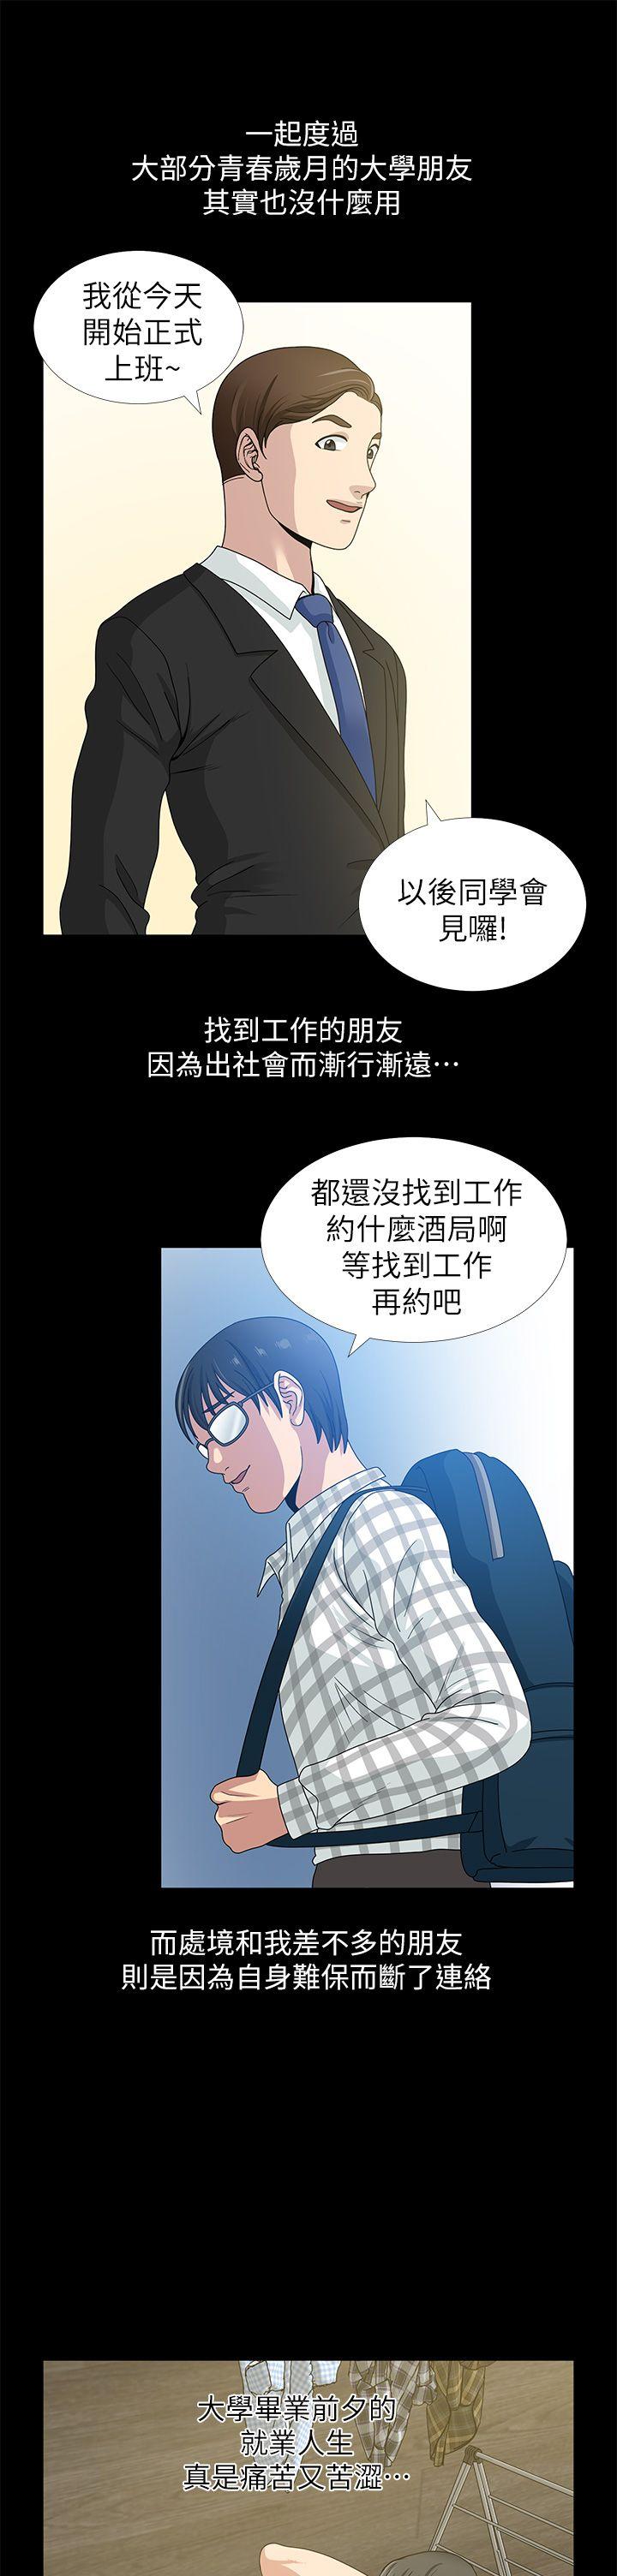 一起度過
大部分青春歲月的大學朋友
其實也沒什麼用
我從今天
開始正式
上班~
以後同學會
見囉!
找到工作的朋友
因為出社會而漸行漸遠…
都還沒找到工作
約什麼酒局啊
等找到工作
再約吧
而處境和我差不多的朋友
則是因為自身難保而斷了連絡
大學畢業前夕的
就業人生
真是痛苦又苦澀…